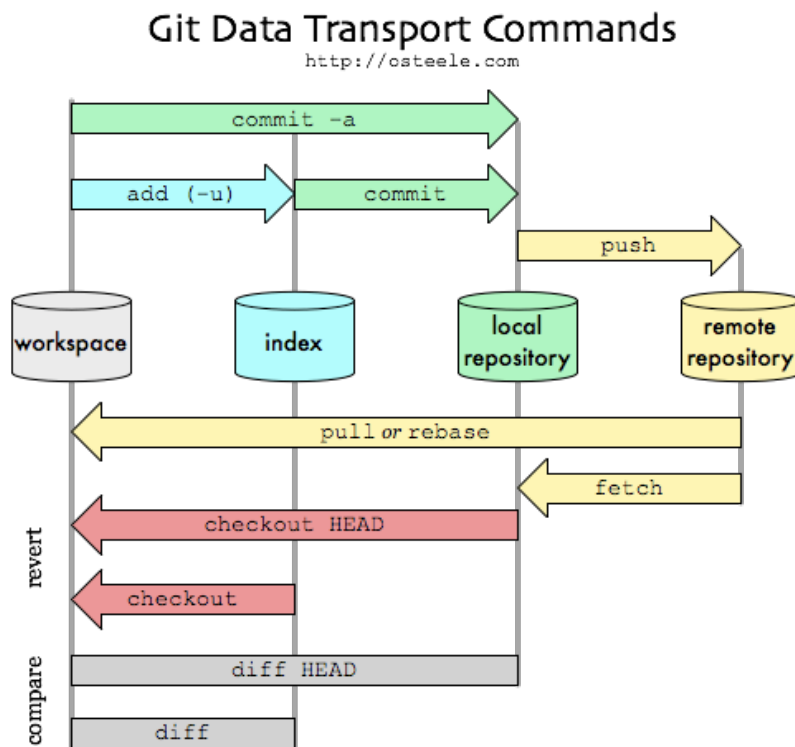 Git Data Transport Commands
http://osteele.com
commit -a
add (-u)
commit
push
workspace
index
local
repository
remote
repository
pull or rebase
fetch
revert
checkout HEAD
checkout
compare
diff HEAD
diff